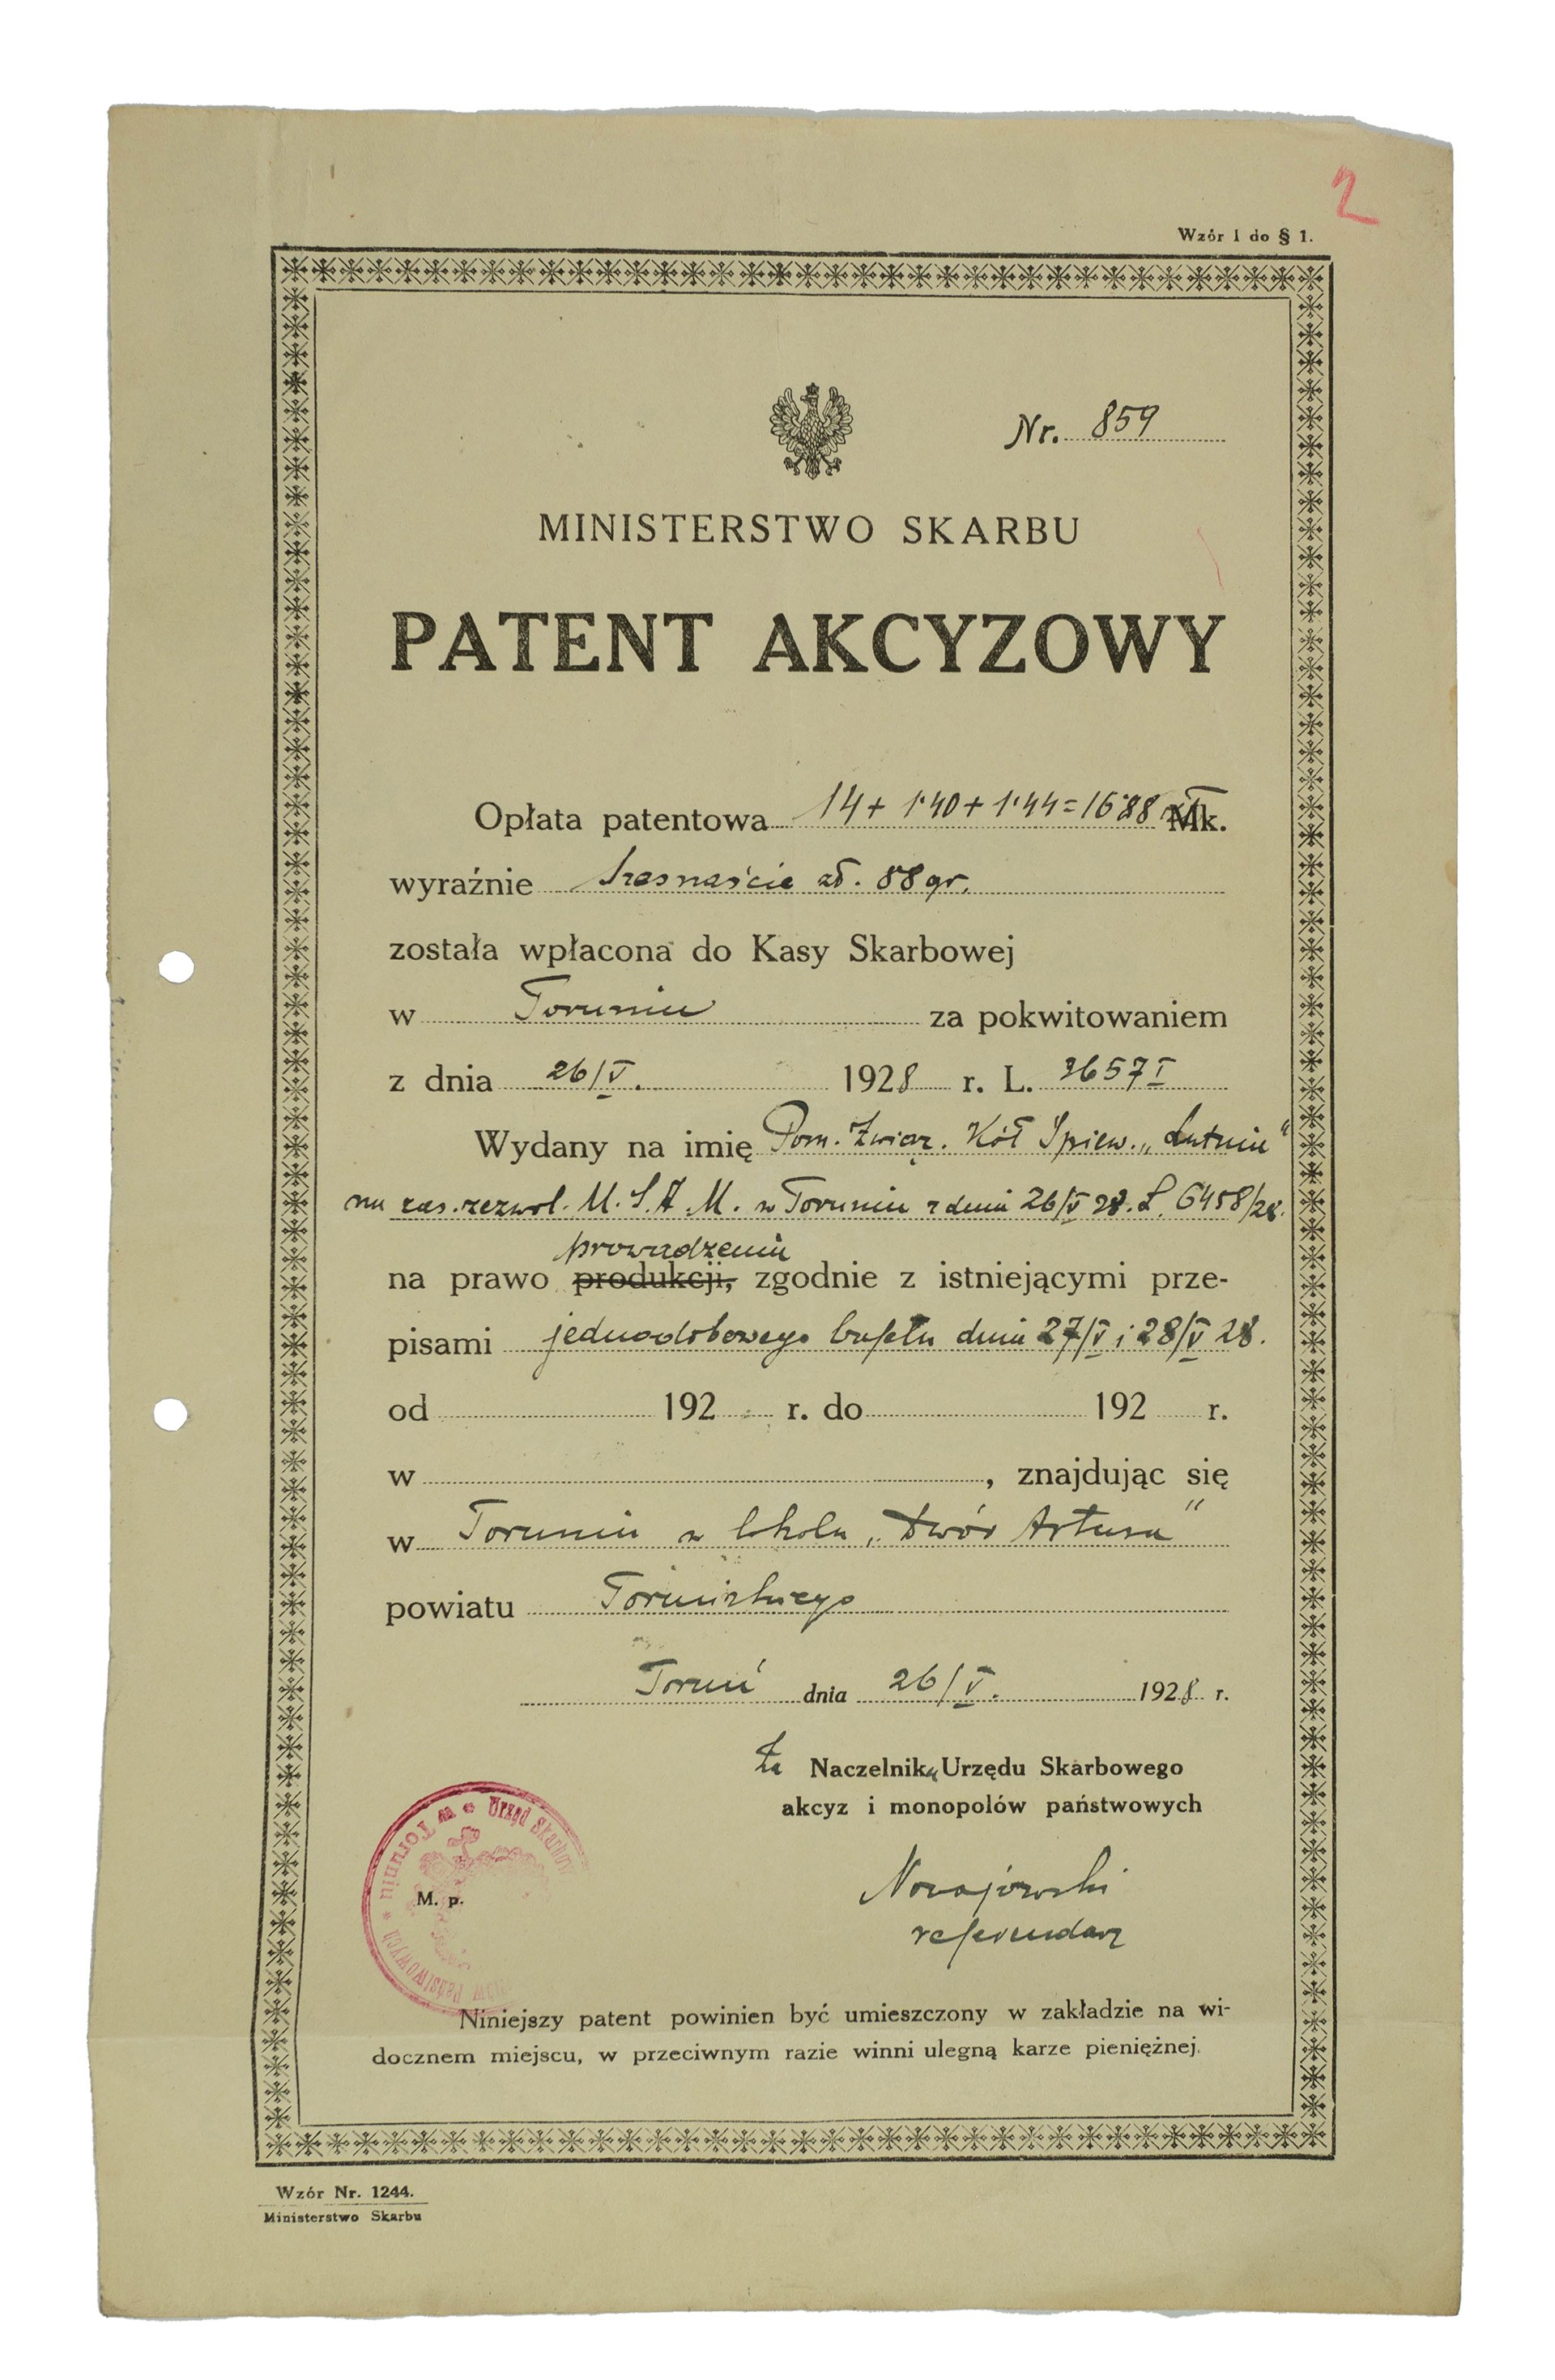 2
Wzór I do § 1.
Nr. 859
MINISTERSTWO SKARBU
PATENT AKCYZOWY
Opłata patentowa 14 + 1·40 + 1·44 = 16·88 zł Mk.
wyraźnie szesnaście zł. 88 gr.
została wpłacona do Kasy Skarbowej
w Toruniu za pokwitowaniem
z dnia 26/V. 1928 r. L. 3657 I
Wydany na imię Pom. Związ. Kół Śpiew. „Lutnia"
na zas. zezwol. U. S. A. M. w Toruniu z dnia 26/V 28. L. 6458/28.
prowadzenia
na prawo produkcji, zgodnie z istniejącymi prze-
pisami jednodobowego bufetu dnia 27/V i 28/V 28.
od 192 r. do 192 r.
w , znajdując się
w Toruniu w lokalu „Dwór Artusa"
powiatu Toruńskiego
Toruń dnia 26/V. 1928 r.
Za Naczelnika Urzędu Skarbowego
akcyz i monopolów państwowych
referendarz
Urząd Skarbow
Państwowych * w Toruniu *
M. p.
Niniejszy patent powinien być umieszczony w zakładzie na wi-
docznem miejscu, w przeciwnym razie winni ulegną karze pieniężnej.
Wzór Nr. 1244.
Ministerstwo Skarbu